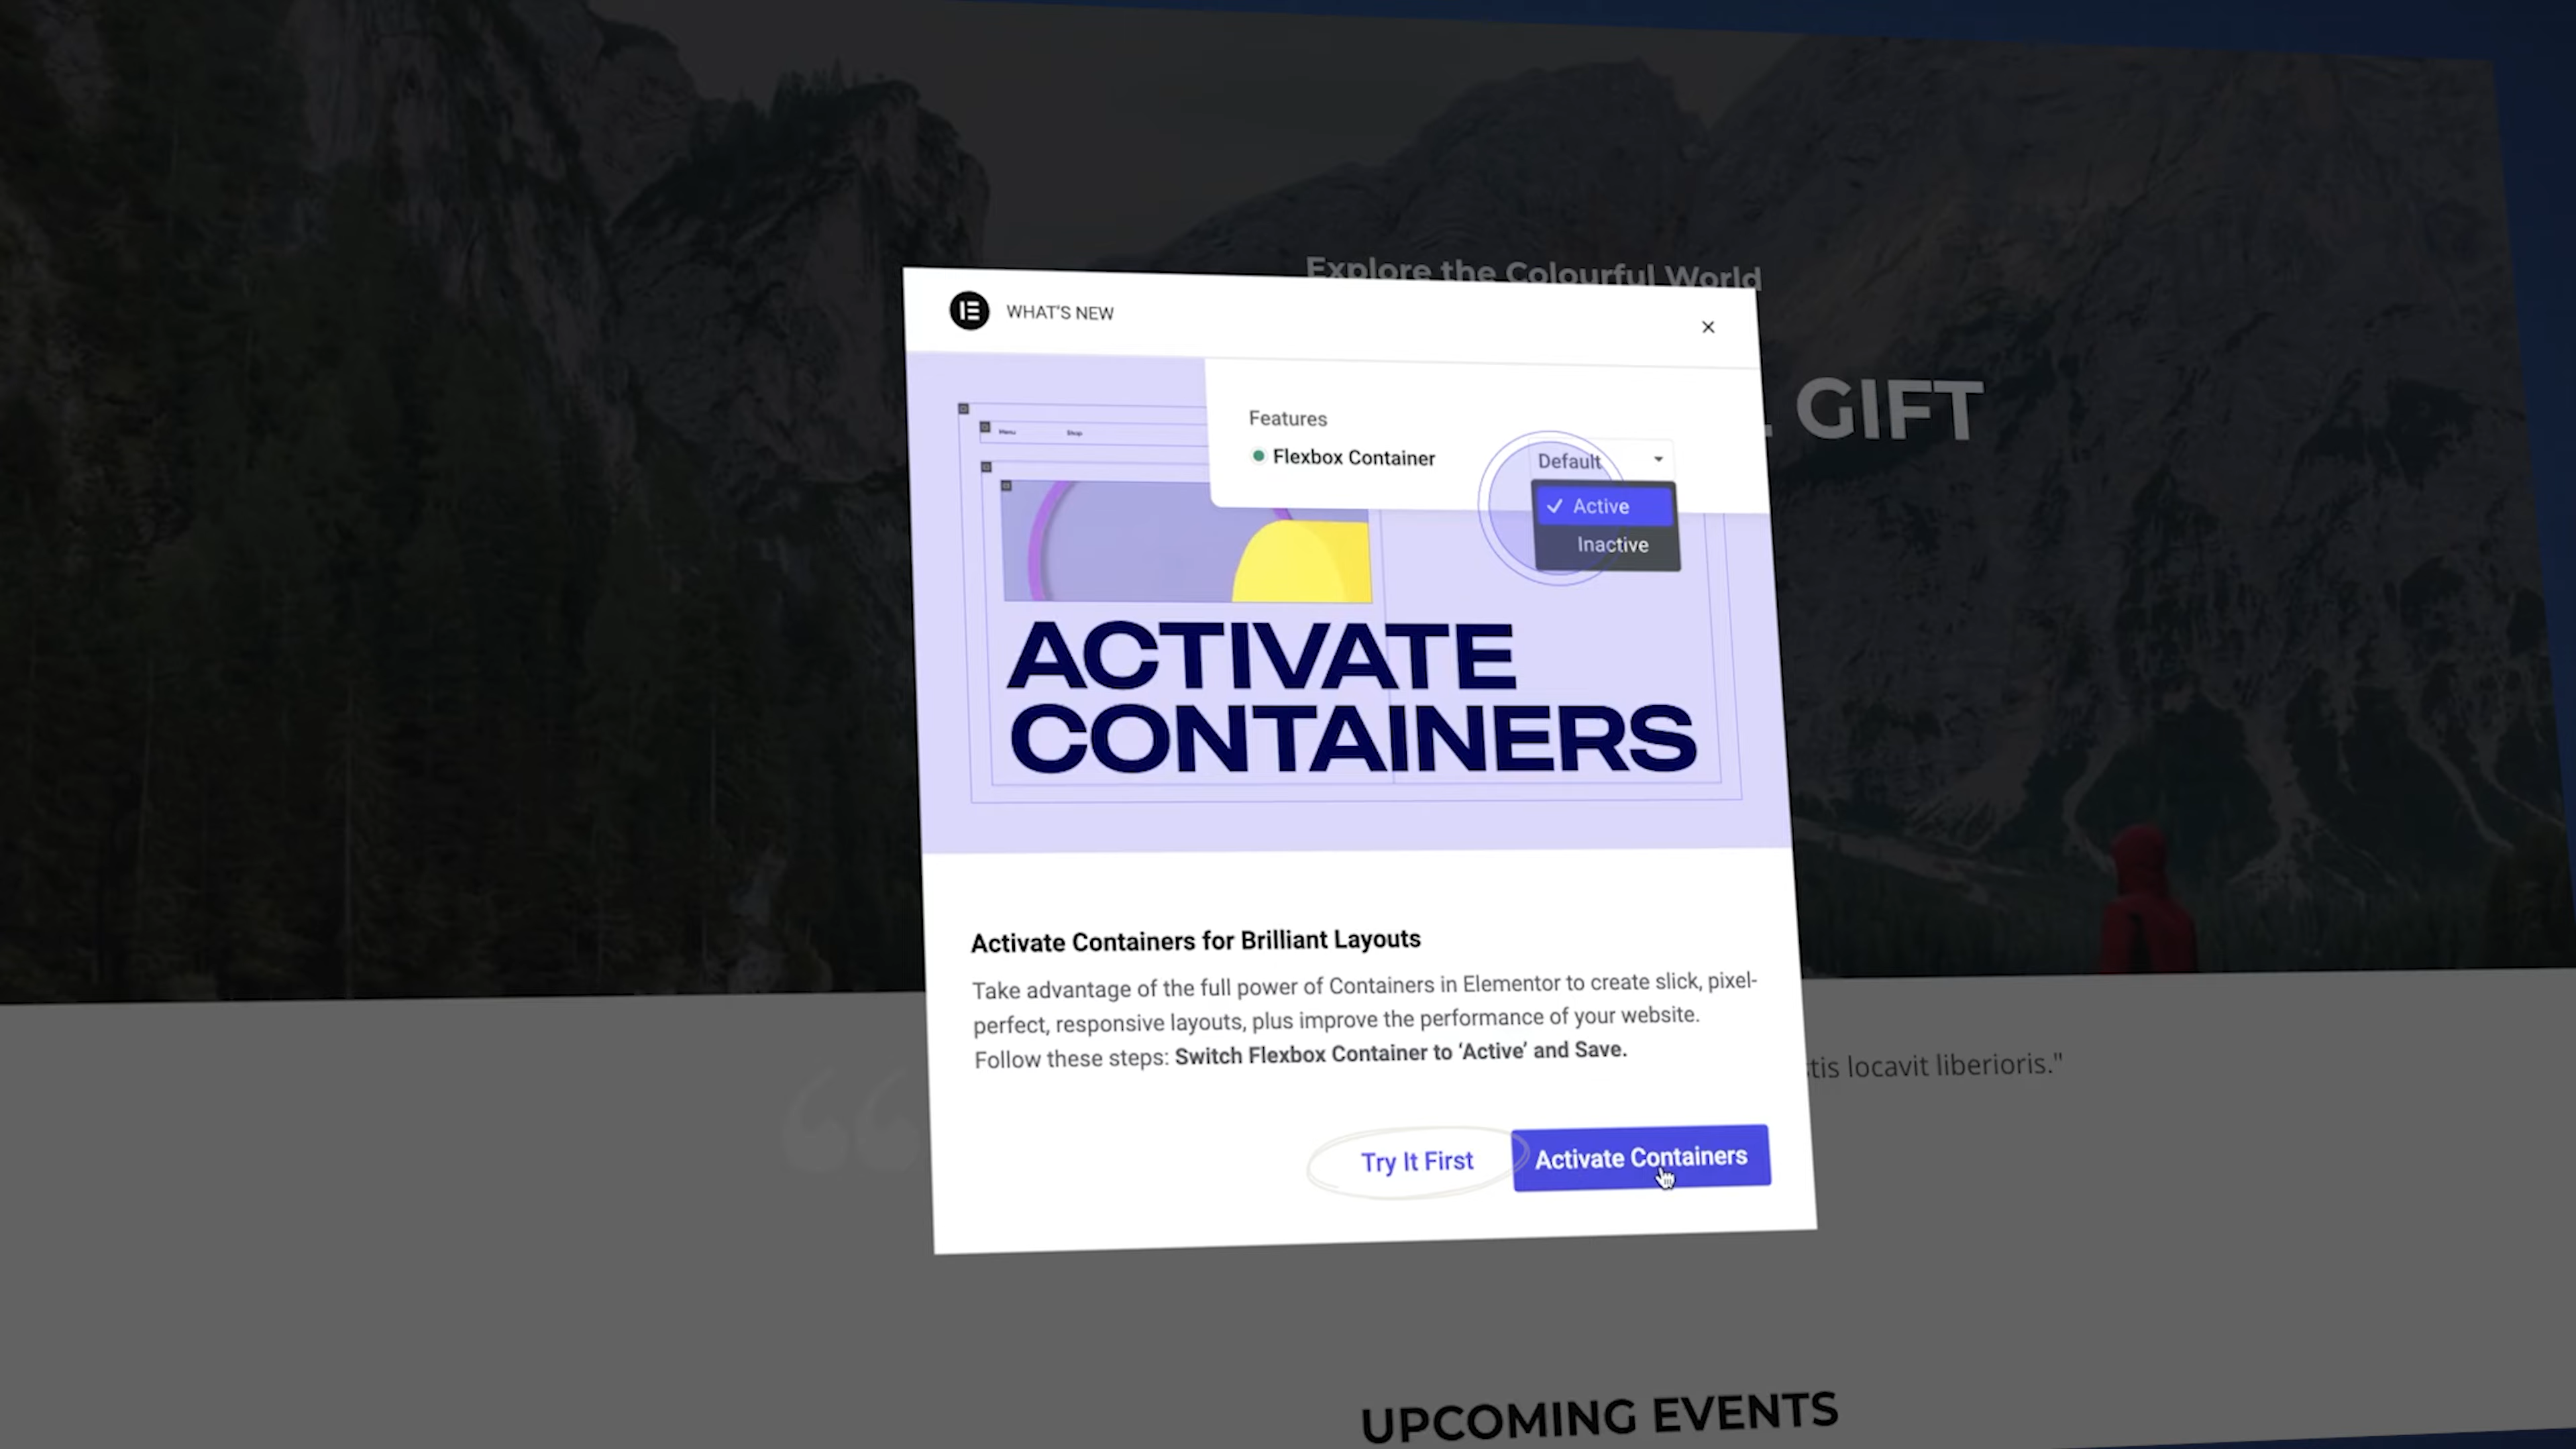 Explore the Colourful World
WHAT'S NEW
GIFT
Features
Flexbox Container
Default
Active
Inactive
Menu
Shop
ACTIVATE
CONTAINERS
Activate Containers for Brilliant Layouts
Take advantage of the full power of Containers in Elementor to create slick, pixel-
perfect, responsive layouts, plus improve the performance of your website.
Follow these steps: Switch Flexbox Container to ‘Active’ and Save.
locavit liberioris."
Try It First
Activate Containers
UPCOMING EVENTS